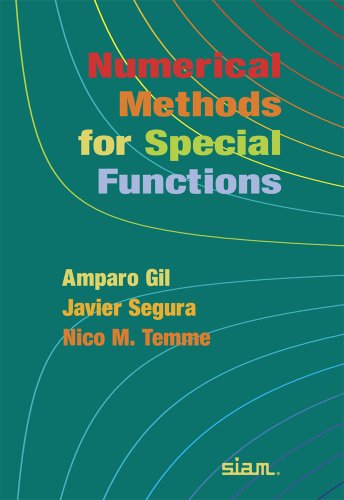 Numerical
Methods
for Special
Functions
Amparo Gil
Javier Segura
Nico M. Temme
siam®